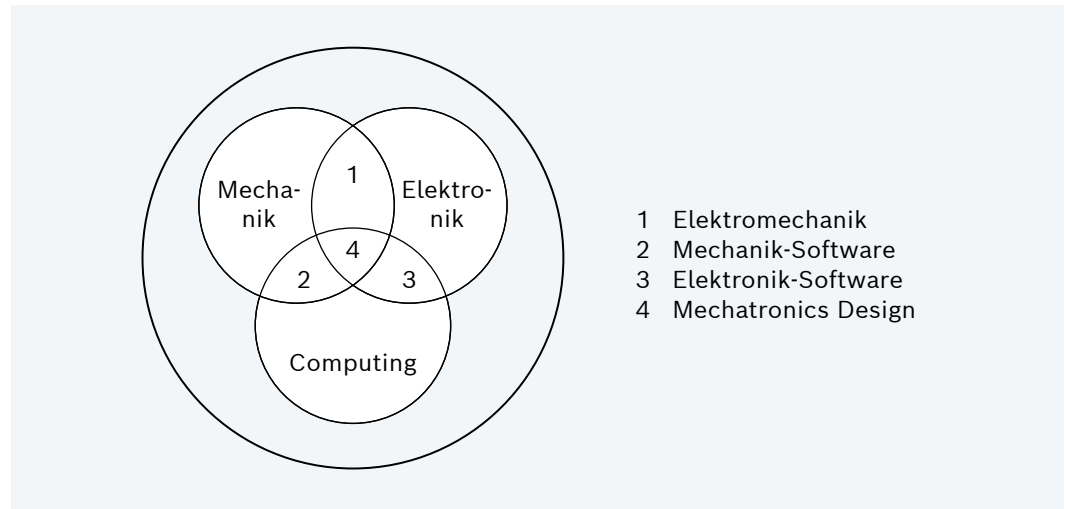 Mecha-
nik
1
Elektro-
nik
4
2
3
Computing
1 Elektromechanik
2 Mechanik-Software
3 Elektronik-Software
4 Mechatronics Design